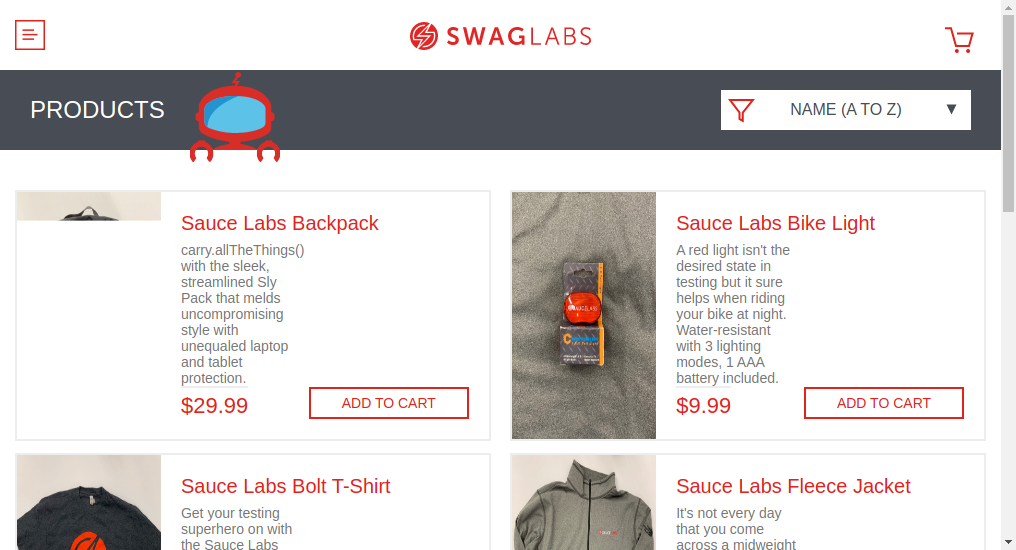 SWAGLABS
PRODUCTS
NAME (A TO Z)
Sauce Labs Backpack
carry.allTheThings()
with the sleek,
streamlined Sly
Pack that melds
uncompromising
style with
unequaled laptop
and tablet
protection.
$29.99
ADD TO CART
Sauce Labs Bike Light
A red light isn't the
desired state in
testing but it sure
helps when riding
your bike at night.
Water-resistant
with 3 lighting
modes, 1 AAA
battery included.
$9.99
ADD TO CART
Sauce Labs Bolt T-Shirt
Get your testing
superhero on with
the Sauce Labs
Sauce Labs Fleece Jacket
It's not every day
that you come
across a midweight